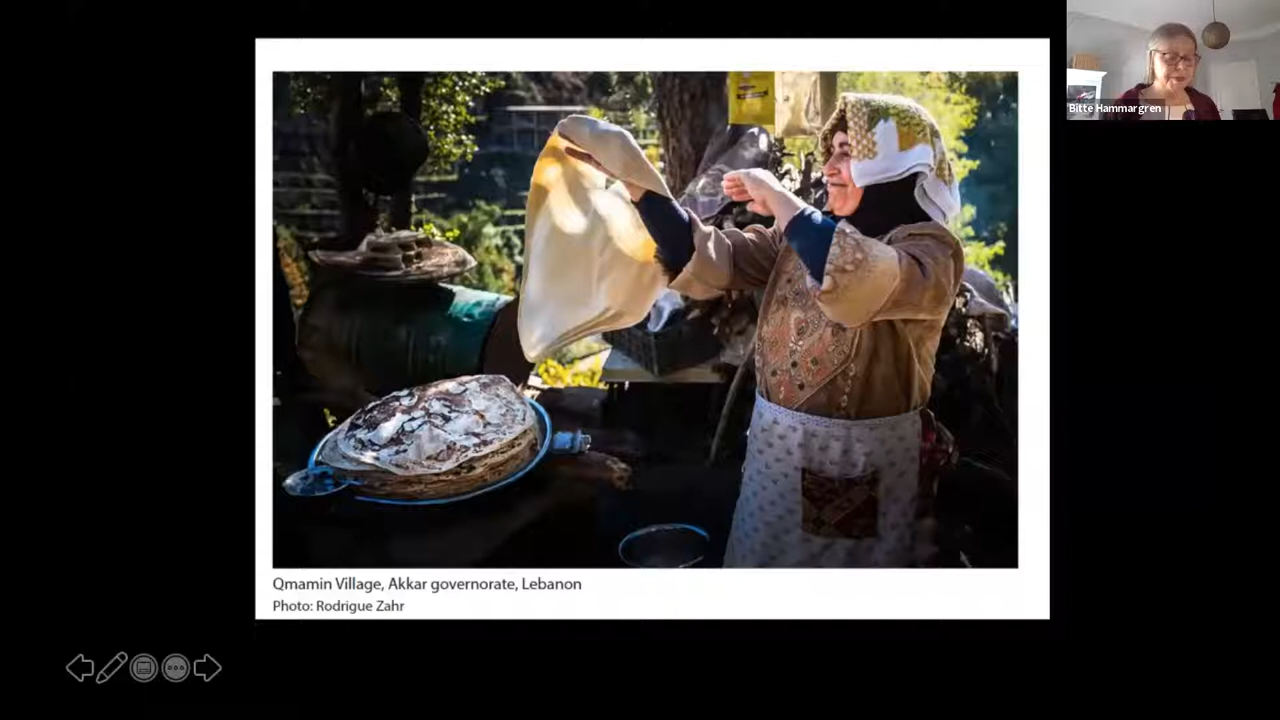 Bitte Hammargren
Qmamin Village, Akkar governorate, Lebanon
Photo: Rodrigue Zahr